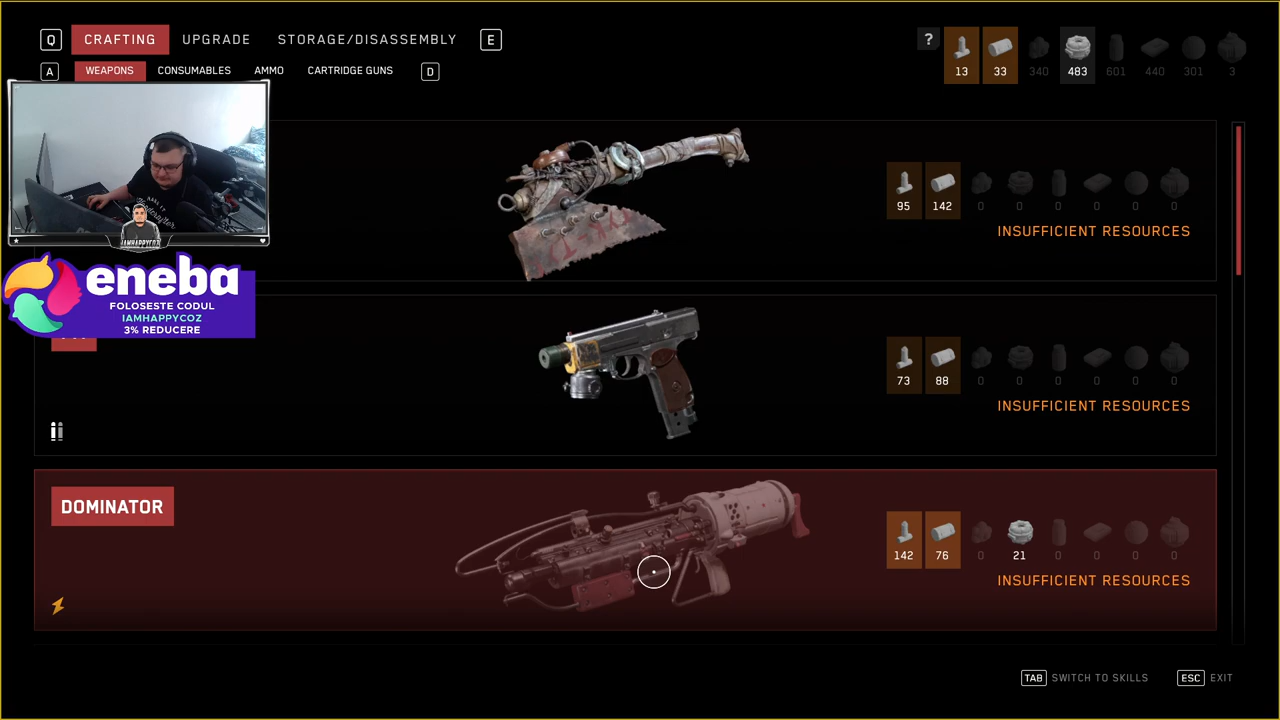 Q CRAFTING UPGRADE STORAGE/DISASSEMBLY E
A WEAPONS CONSUMABLES AMMO CARTRIDGE GUNS D
? 13 33 340 483 601 440 301 3
IAMHAPPYCOZ
eneba
FOLOSESTE CODUL
IAMHAPPYCOZ
3% REDUCERE
95 142 0 0 0 0 0 0
INSUFFICIENT RESOURCES
73 88 0 0 0 0 0 0
INSUFFICIENT RESOURCES
DOMINATOR
142 76 0 21 0 0 0 0
INSUFFICIENT RESOURCES
TAB SWITCH TO SKILLS ESC EXIT